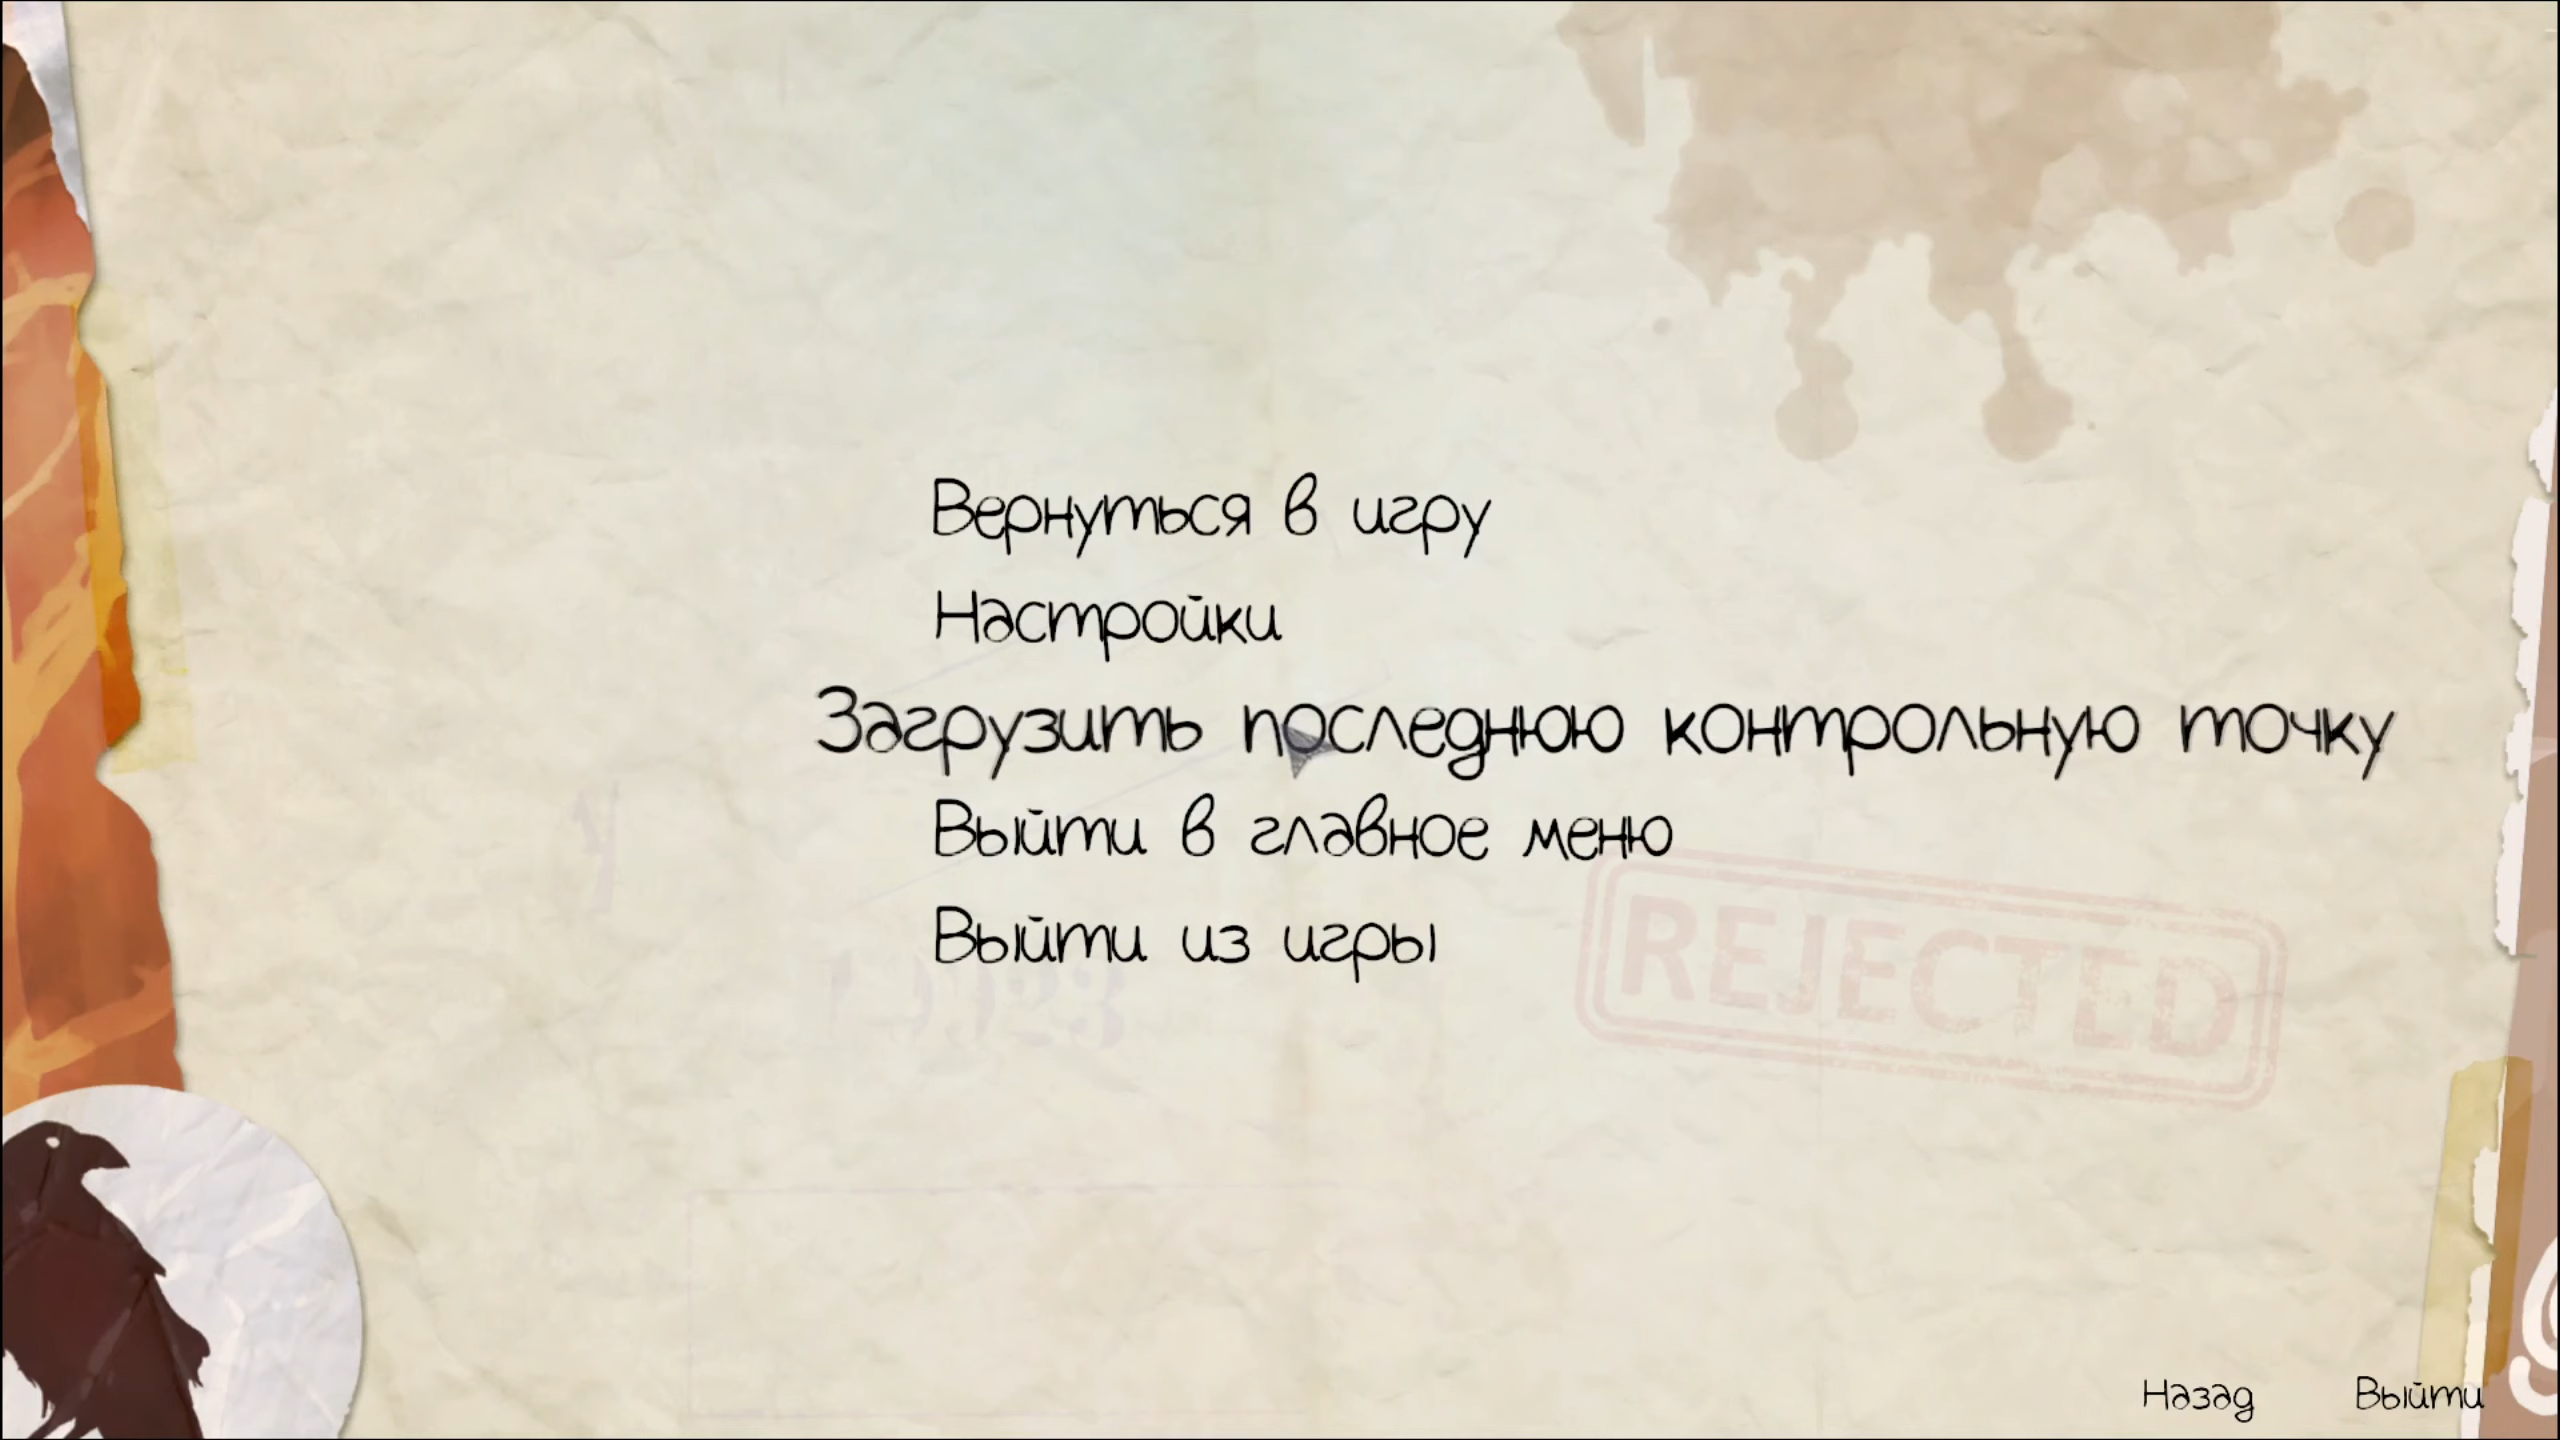 Вернуться в игру
Настройки
Загрузить последнюю контрольную точку
Выйти в главное меню
Выйти из игры
REJECTED
Назад
Выйти